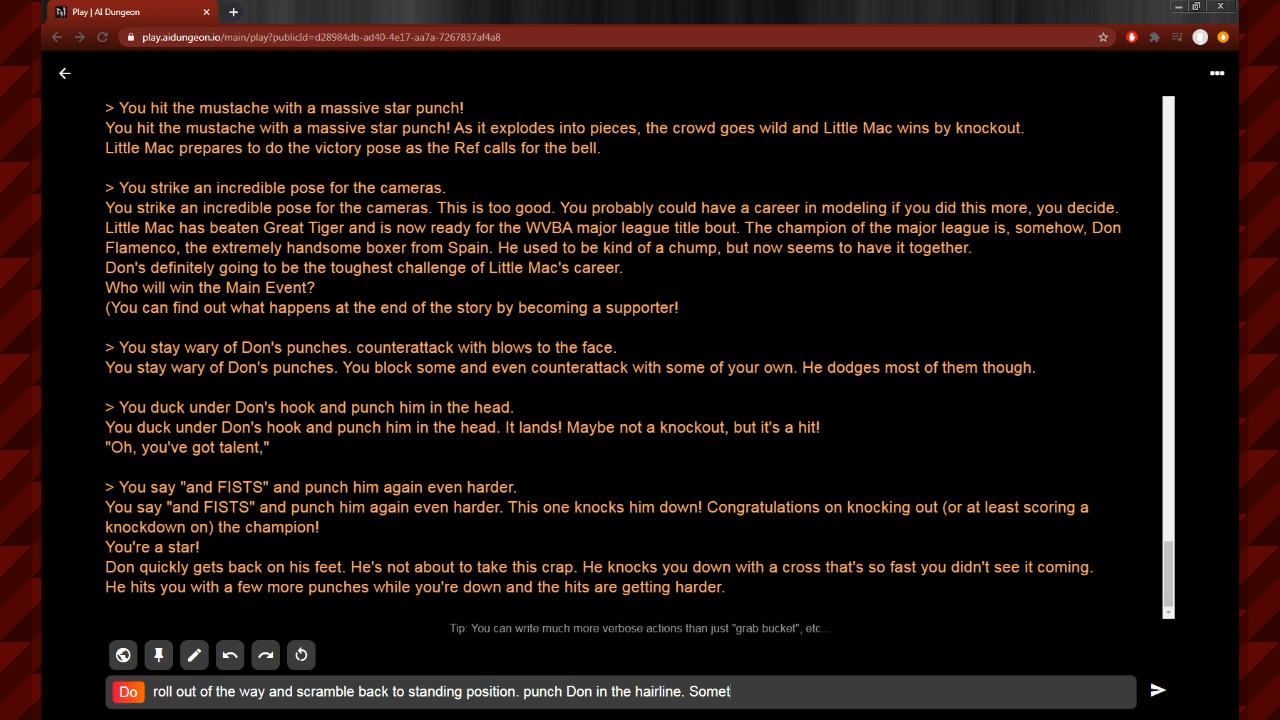 Play | AI Dungeon
play.aidungeon.io/main/play?publicId=d28984db-ad40-4e17-aa7a-7267837af4a8
> You hit the mustache with a massive star punch!
You hit the mustache with a massive star punch! As it explodes into pieces, the crowd goes wild and Little Mac wins by knockout.
Little Mac prepares to do the victory pose as the Ref calls for the bell.
> You strike an incredible pose for the cameras.
You strike an incredible pose for the cameras. This is too good. You probably could have a career in modeling if you did this more, you decide.
Little Mac has beaten Great Tiger and is now ready for the WVBA major league title bout. The champion of the major league is, somehow, Don
Flamenco, the extremely handsome boxer from Spain. He used to be kind of a chump, but now seems to have it together.
Don's definitely going to be the toughest challenge of Little Mac's career.
Who will win the Main Event?
(You can find out what happens at the end of the story by becoming a supporter!
> You stay wary of Don's punches. counterattack with blows to the face.
You stay wary of Don's punches. You block some and even counterattack with some of your own. He dodges most of them though.
> You duck under Don's hook and punch him in the head.
You duck under Don's hook and punch him in the head. It lands! Maybe not a knockout, but it's a hit!
"Oh, you've got talent,"
> You say "and FISTS" and punch him again even harder.
You say "and FISTS" and punch him again even harder. This one knocks him down! Congratulations on knocking out (or at least scoring a
knockdown on) the champion!
You're a star!
Don quickly gets back on his feet. He's not about to take this crap. He knocks you down with a cross that's so fast you didn't see it coming.
He hits you with a few more punches while you're down and the hits are getting harder.
Tip: You can write much more verbose actions than just "grab bucket", etc...
Do roll out of the way and scramble back to standing position. punch Don in the hairline. Somet